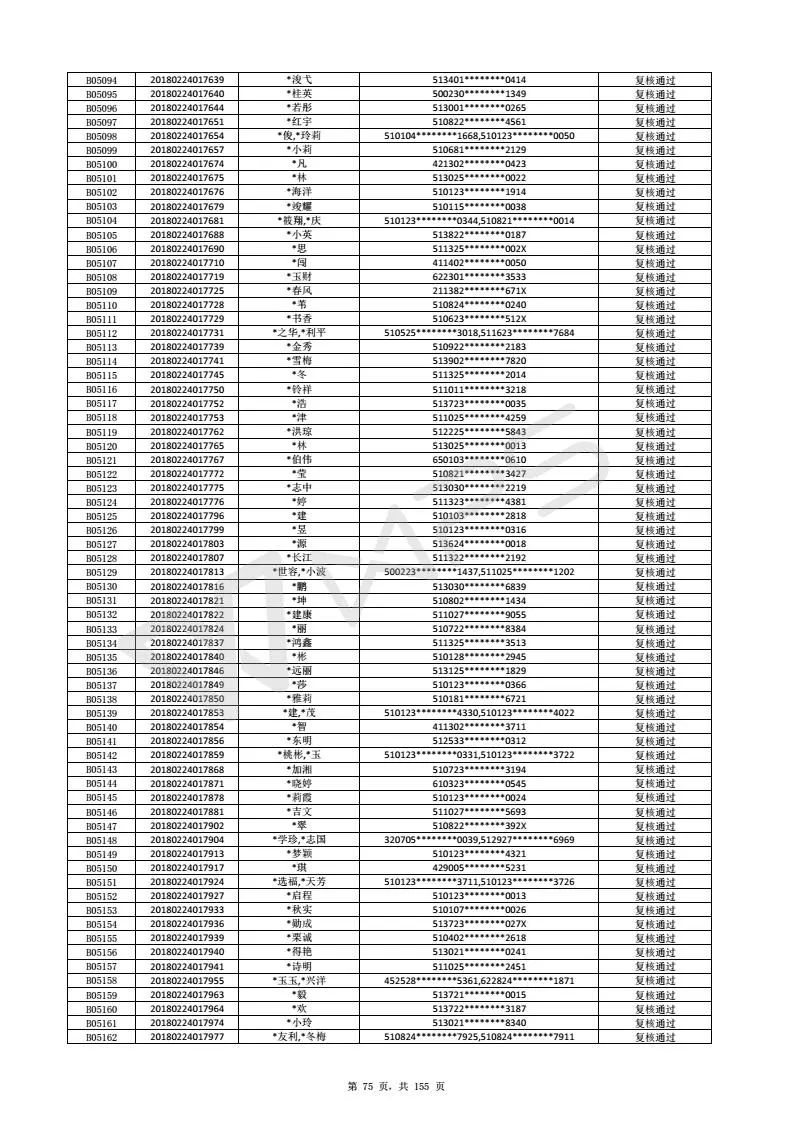 B05094 20180224017639 *浚弋 513401********0414 复核通过
B05095 20180224017640 *桂英 500230********1349 复核通过
B05096 20180224017644 *若彤 513001********0265 复核通过
B05097 20180224017651 *红宇 510822********4561 复核通过
B05098 20180224017654 *俊,*玲莉 510104********1668,510123********0050 复核通过
B05099 20180224017657 *小莉 510681********2129 复核通过
B05100 20180224017674 *凡 421302********0423 复核通过
B05101 20180224017675 *林 513025********0022 复核通过
B05102 20180224017676 *海洋 510123********1914 复核通过
B05103 20180224017679 *竣耀 510115********0038 复核通过
B05104 20180224017681 *筱翔,*庆 510123********0344,510821********0014 复核通过
B05105 20180224017688 *小英 513822********0187 复核通过
B05106 20180224017690 *思 511325********002X 复核通过
B05107 20180224017710 *闯 411402********0050 复核通过
B05108 20180224017719 *玉财 622301********3533 复核通过
B05109 20180224017725 *春风 211382********671X 复核通过
B05110 20180224017728 *苇 510824********0240 复核通过
B05111 20180224017729 *书香 510623********512X 复核通过
B05112 20180224017731 *之华,*利平 510525********3018,511623********7684 复核通过
B05113 20180224017739 *金秀 510922********2183 复核通过
B05114 20180224017741 *雪梅 513902********7820 复核通过
B05115 20180224017745 *冬 511325********2014 复核通过
B05116 20180224017750 *铃祥 511011********3218 复核通过
B05117 20180224017752 *浩 513723********0035 复核通过
B05118 20180224017753 *津 511025********4259 复核通过
B05119 20180224017762 *洪琼 512225********5843 复核通过
B05120 20180224017765 *林 513025********0013 复核通过
B05121 20180224017767 *伯伟 650103********0610 复核通过
B05122 20180224017772 *莹 510821********3427 复核通过
B05123 20180224017775 *志中 513030********2219 复核通过
B05124 20180224017776 *婷 511323********4381 复核通过
B05125 20180224017796 *建 510103********2818 复核通过
B05126 20180224017799 *昱 510123********0316 复核通过
B05127 20180224017803 *源 513624********0018 复核通过
B05128 20180224017807 *长江 511322********2192 复核通过
B05129 20180224017813 *世容,*小波 500223********1437,511025********1202 复核通过
B05130 20180224017816 *鹏 513030********6839 复核通过
B05131 20180224017821 *坤 510802********1434 复核通过
B05132 20180224017822 *建康 511027********9055 复核通过
B05133 20180224017824 *丽 510722********8384 复核通过
B05134 20180224017837 *鸿鑫 511325********3513 复核通过
B05135 20180224017840 *彬 510128********2945 复核通过
B05136 20180224017846 *远丽 513125********1829 复核通过
B05137 20180224017849 *莎 510123********0366 复核通过
B05138 20180224017850 *雅莉 510181********6721 复核通过
B05139 20180224017853 *建,*茂 510123********4330,510123********4022 复核通过
B05140 20180224017854 *智 411302********3711 复核通过
B05141 20180224017856 *东明 512533********0312 复核通过
B05142 20180224017859 *桃彬,*玉 510123********0331,510123********3722 复核通过
B05143 20180224017868 *加湘 510723********3194 复核通过
B05144 20180224017871 *晓婷 610323********0545 复核通过
B05145 20180224017878 *莉霞 510123********0024 复核通过
B05146 20180224017881 *吉文 511027********5693 复核通过
B05147 20180224017902 *翠 510822********392X 复核通过
B05148 20180224017904 *学珍,*志国 320705********0039,512927********6969 复核通过
B05149 20180224017913 *梦颖 510123********4321 复核通过
B05150 20180224017917 *琪 429005********5231 复核通过
B05151 20180224017924 *选福,*天芳 510123********3711,510123********3726 复核通过
B05152 20180224017927 *启程 510123********0013 复核通过
B05153 20180224017933 *秋实 510107********0026 复核通过
B05154 20180224017936 *勋成 513723********027X 复核通过
B05155 20180224017939 *栗诚 510402********2618 复核通过
B05156 20180224017940 *得艳 513021********0241 复核通过
B05157 20180224017941 *诗明 511025********2451 复核通过
B05158 20180224017955 *玉玉,*兴洋 452528********5361,622824********1871 复核通过
B05159 20180224017963 *毅 513721********0015 复核通过
B05160 20180224017964 *欢 513722********3187 复核通过
B05161 20180224017974 *小玲 513021********8340 复核通过
B05162 20180224017977 *友利,*冬梅 510824********7925,510824********7911 复核通过
第 75 页，共 155 页